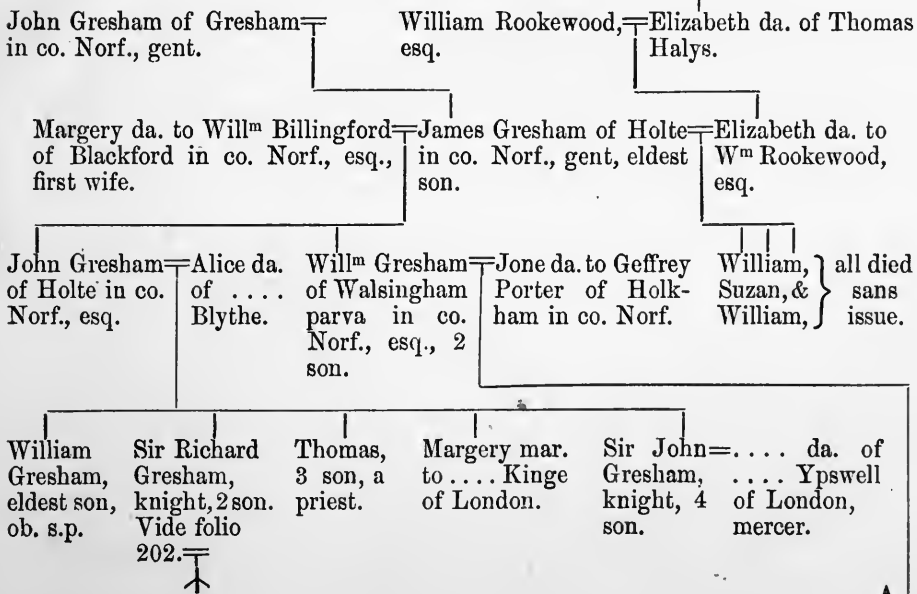 John Gresham of Gresham
in co. Norf., gent.
William Rookewood,
esq.
Elizabeth da. of Thomas
Halys.
Margery da. to Willᵐ Billingford
of Blackford in co. Norf., esq.,
first wife.
James Gresham of Holte
in co. Norf., gent, eldest
son.
Elizabeth da. to
Wᵐ Rookewood,
esq.
John Gresham
of Holte in co.
Norf., esq.
Alice da.
of . . . .
Blythe.
Willᵐ Gresham
of Walsingham
parva in co.
Norf., esq., 2
son.
Jone da. to Geffrey
Porter of Holk-
ham in co. Norf.
William,
Suzan, &
William,
all died
sans
issue.
William
Gresham,
eldest son,
ob. s.p.
Sir Richard
Gresham,
knight, 2 son.
Vide folio
202.
Thomas,
3 son, a
priest.
Margery mar.
to . . . . Kinge
of London.
Sir John
Gresham,
knight, 4
son.
. . . . da. of
. . . . Ypswell
of London,
mercer.
A